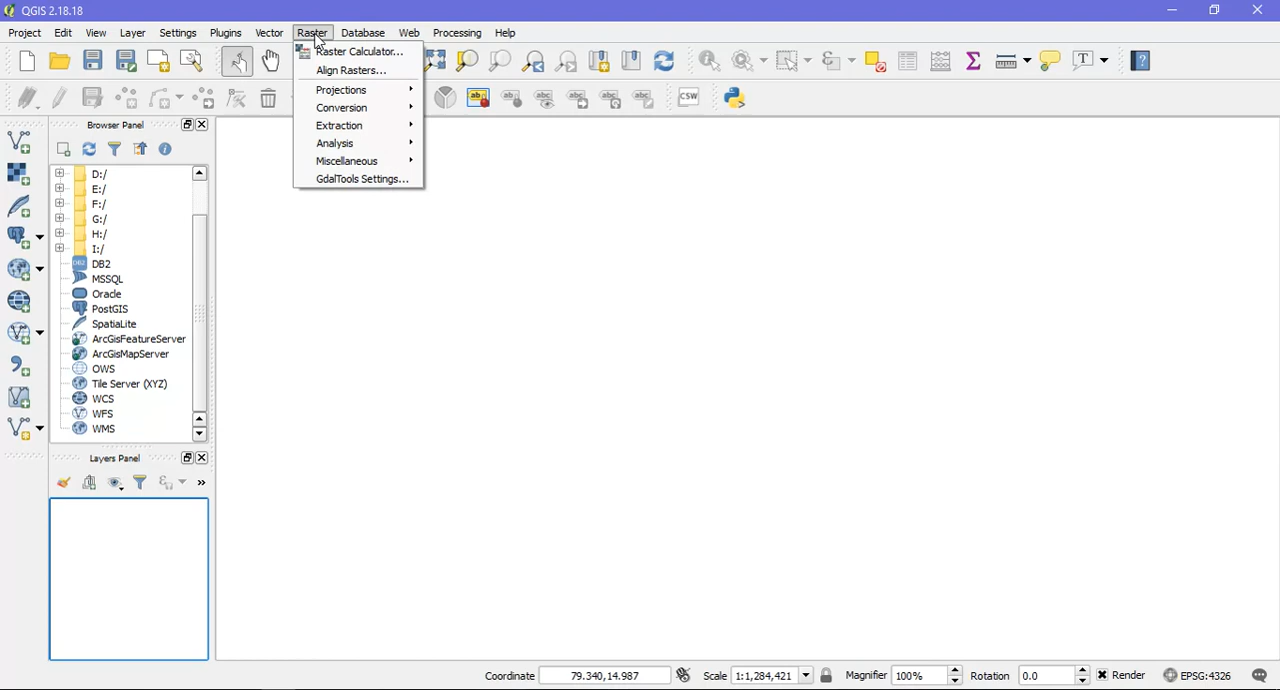 QGIS 2.18.18
Project Edit View Layer Settings Plugins Vector Raster Database Web Processing Help
Raster Calculator...
Align Rasters...
Projections
Conversion
Extraction
Analysis
Miscellaneous
GdalTools Settings...
CSW
Browser Panel
D:/
E:/
F:/
G:/
H:/
I:/
DB2
MSSQL
Oracle
PostGIS
SpatiaLite
ArcGisFeatureServer
ArcGisMapServer
OWS
Tile Server (XYZ)
WCS
WFS
WMS
Layers Panel
Coordinate 79.340,14.987 Scale 1:1,284,421 Magnifier 100% Rotation 0.0 Render EPSG:4326